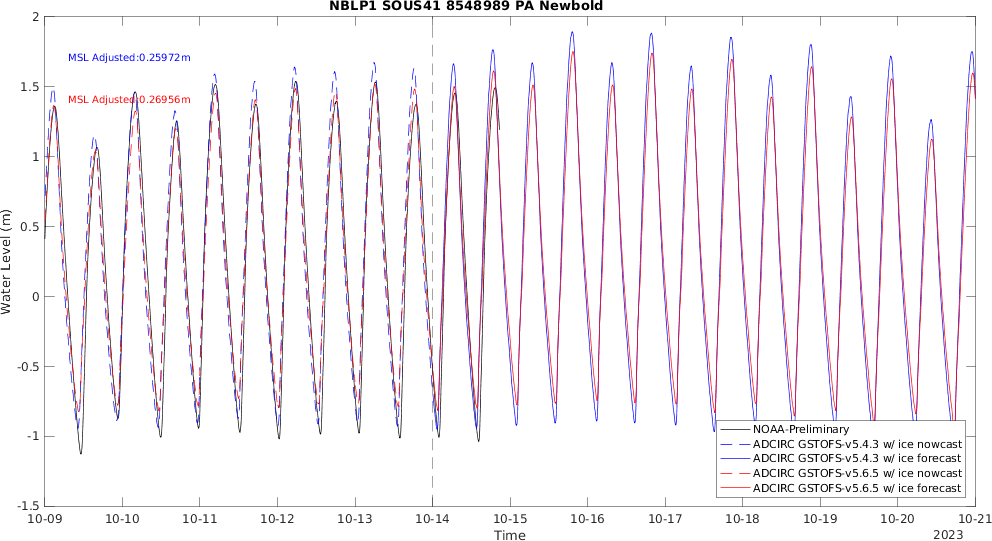 NBLP1 SOUS41 8548989 PA Newbold
MSL Adjusted:0.25972m
MSL Adjusted:0.26956m
Water Level (m)
2
1.5
1
0.5
0
-0.5
-1
-1.5
NOAA-Preliminary
ADCIRC GSTOFS-v5.4.3 w/ ice nowcast
ADCIRC GSTOFS-v5.4.3 w/ ice forecast
ADCIRC GSTOFS-v5.6.5 w/ ice nowcast
ADCIRC GSTOFS-v5.6.5 w/ ice forecast
10-09 10-10 10-11 10-12 10-13 10-14 10-15 10-16 10-17 10-18 10-19 10-20 10-21
Time
2023